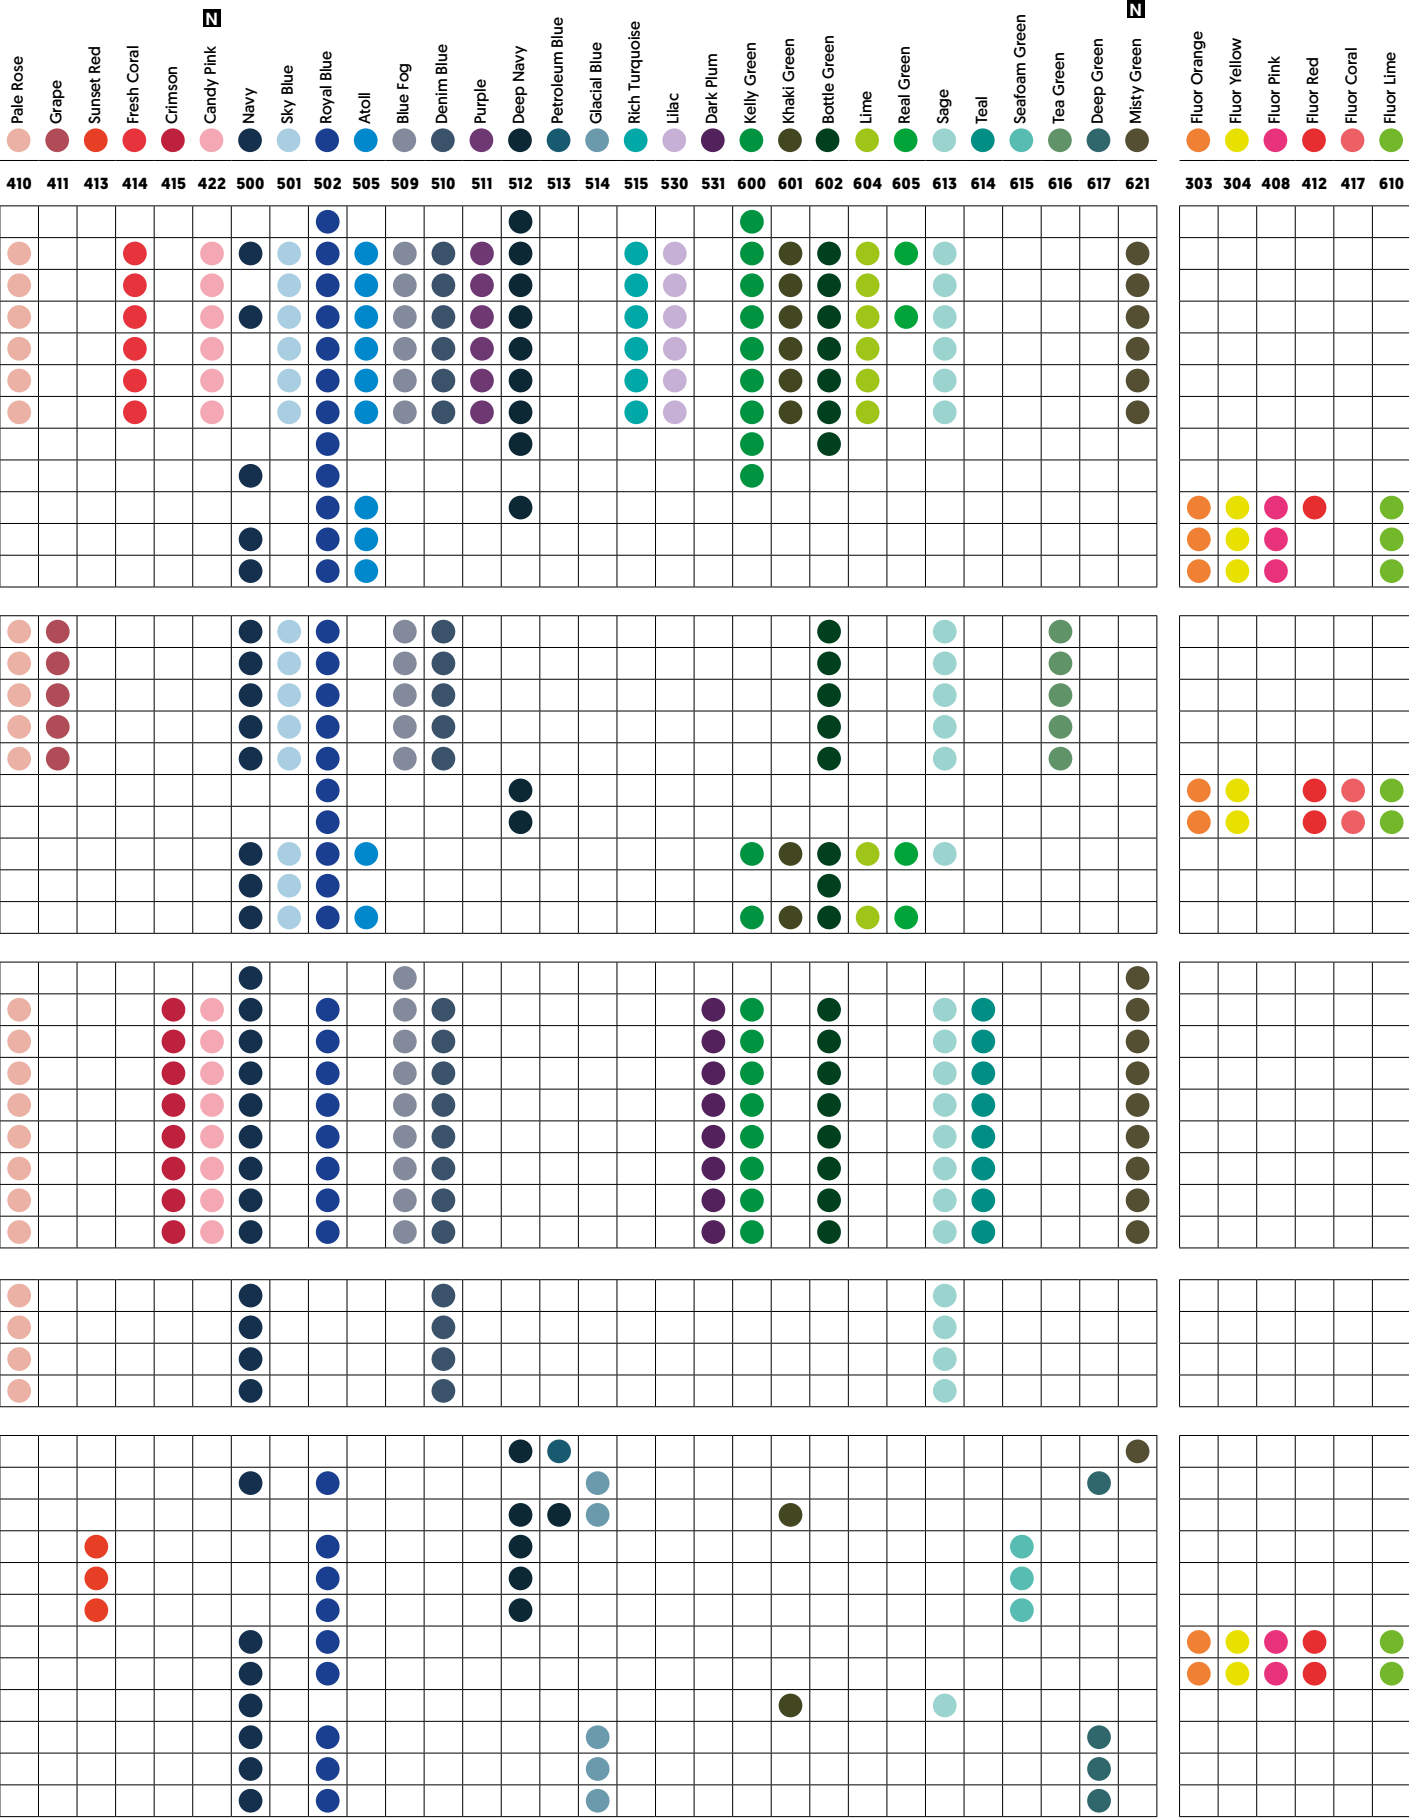 N N
Pale Rose Grape Sunset Red Fresh Coral Crimson Candy Pink Navy Sky Blue Royal Blue Atoll Blue Fog Denim Blue Purple Deep Navy Petroleum Blue Glacial Blue Rich Turquoise Lilac Dark Plum Kelly Green Khaki Green Bottle Green Lime Real Green Sage Teal Seafoam Green Tea Green Deep Green Misty Green Fluor Orange Fluor Yellow Fluor Pink Fluor Red Fluor Coral Fluor Lime
410 411 413 414 415 422 500 501 502 505 509 510 511 512 513 514 515 530 531 600 601 602 604 605 613 614 615 616 617 621 303 304 408 412 417 610